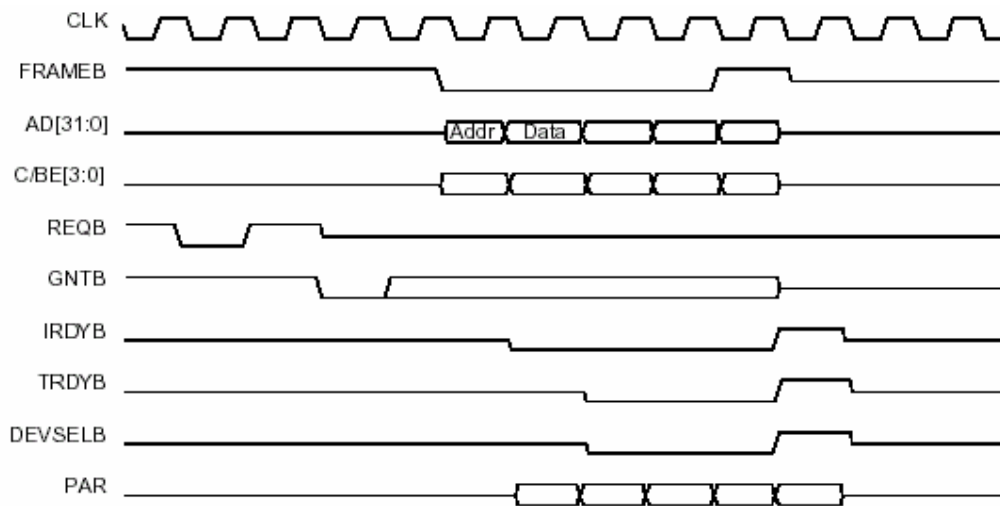 CLK
FRAMEB
AD[31:0]
Addr Data
C/BE[3:0]
REQB
GNTB
IRDYB
TRDYB
DEVSELB
PAR